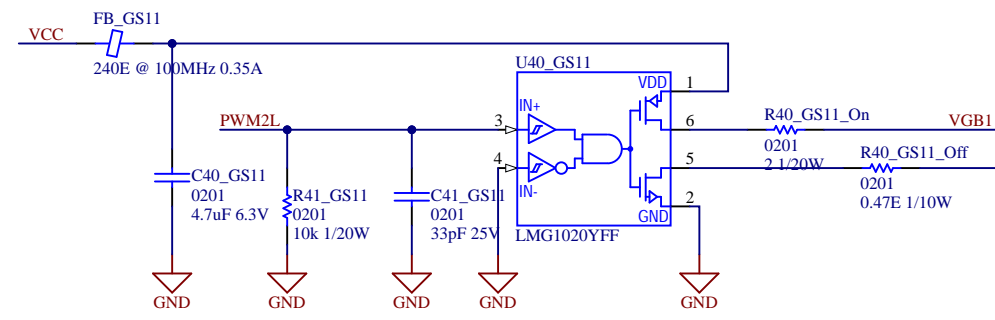 FB_GS11
VCC
240E @ 100MHz 0.35A
U40_GS11
VDD
1
IN+
R40_GS11_On
PWM2L
3
6
VGB1
0201
2 1/20W
R40_GS11_Off
4
5
C40_GS11
0201
4.7uF 6.3V
R41_GS11
0201
10k 1/20W
C41_GS11
0201
33pF 25V
IN-
0201
0.47E 1/10W
2
GND
LMG1020YFF
GND
GND
GND
GND
GND